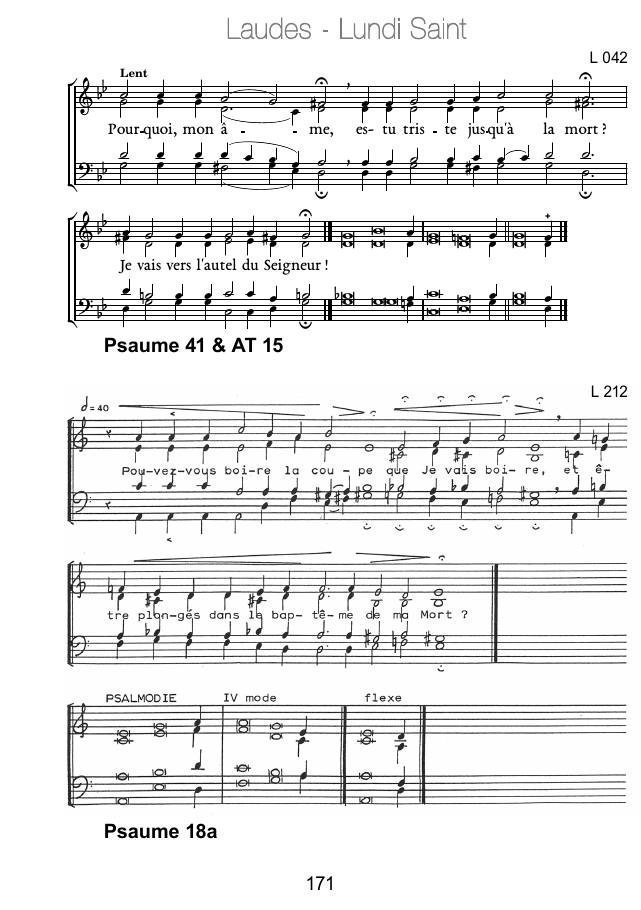 Laudes - Lundi Saint
L 042
Lent
Pour-quoi, mon â - - me, es- tu tris - te jus-qu'à la mort ?
Je vais vers l'autel du Seigneur !
Psaume 41 & AT 15
L 212
=40
Pou-vez-vous boi-re la cou - pe que Je vais boi-re, et ê-
tre plon-gés dans le bap-tê-me de ma Mort ?
PSALMODIE IV mode flexe
Psaume 18a
171